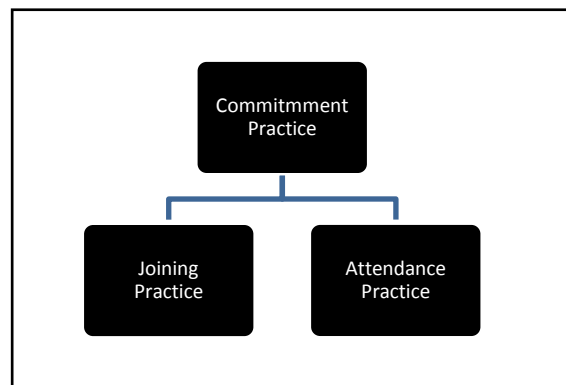 Commitmment
Practice
Joining
Practice
Attendance
Practice